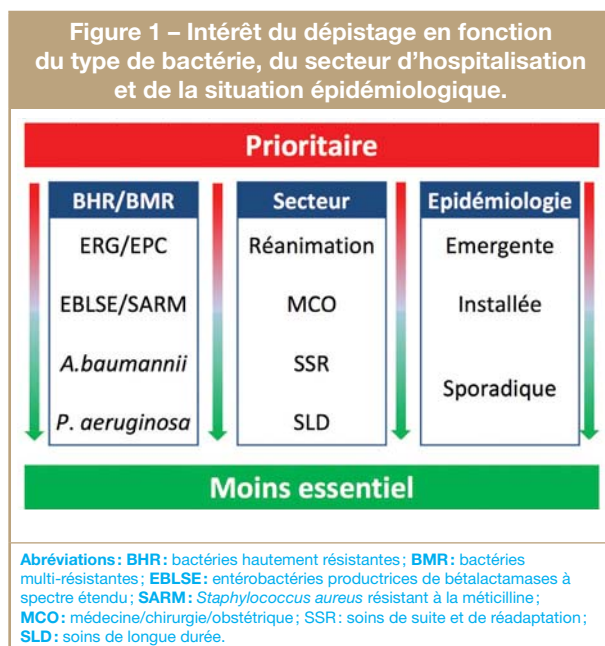 Figure 1 – Intérêt du dépistage en fonction
du type de bactérie, du secteur d’hospitalisation
et de la situation épidémiologique.
Prioritaire
BHR/BMR
ERG/EPC
EBLSE/SARM
A.baumannii
P. aeruginosa
Secteur
Réanimation
MCO
SSR
SLD
Epidémiologie
Emergente
Installée
Sporadique
Moins essentiel
Abréviations : BHR : bactéries hautement résistantes ; BMR : bactéries
multi-résistantes ; EBLSE : entérobactéries productrices de bétalactamases à
spectre étendu ; SARM : Staphylococcus aureus résistant à la méticilline ;
MCO : médecine/chirurgie/obstétrique ; SSR : soins de suite et de réadaptation ;
SLD : soins de longue durée.